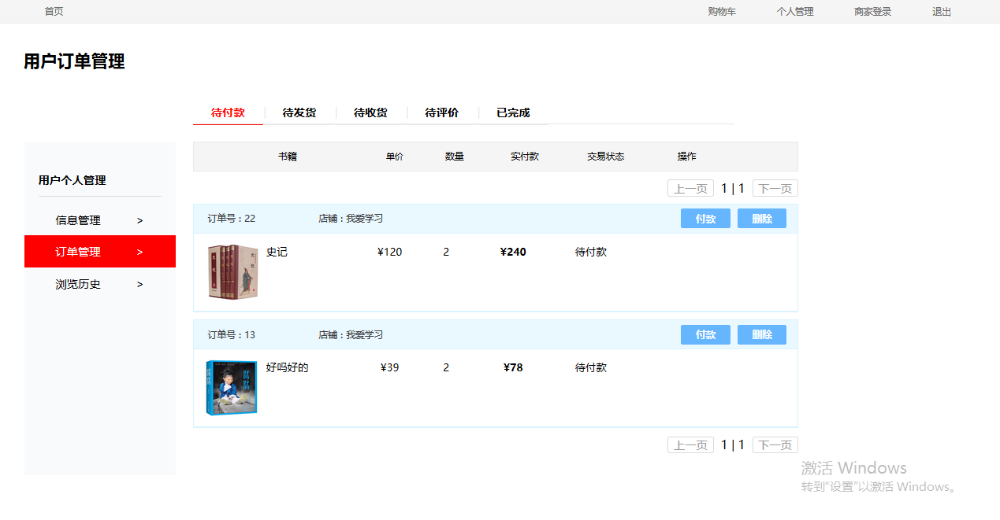 首页 购物车 个人管理 商家登录 退出
用户订单管理
待付款 待发货 待收货 待评价 已完成
用户个人管理
信息管理 >
订单管理 >
浏览历史 >
书籍 单价 数量 实付款 交易状态 操作
上一页 1 | 1 下一页
订单号 : 22 店铺 : 我爱学习 付款 删除
史记 ¥120 2 ¥240 待付款
订单号 : 13 店铺 : 我爱学习 付款 删除
好吗好的 ¥39 2 ¥78 待付款
好吗好的
上一页 1 | 1 下一页
激活 Windows
转到"设置"以激活 Windows。